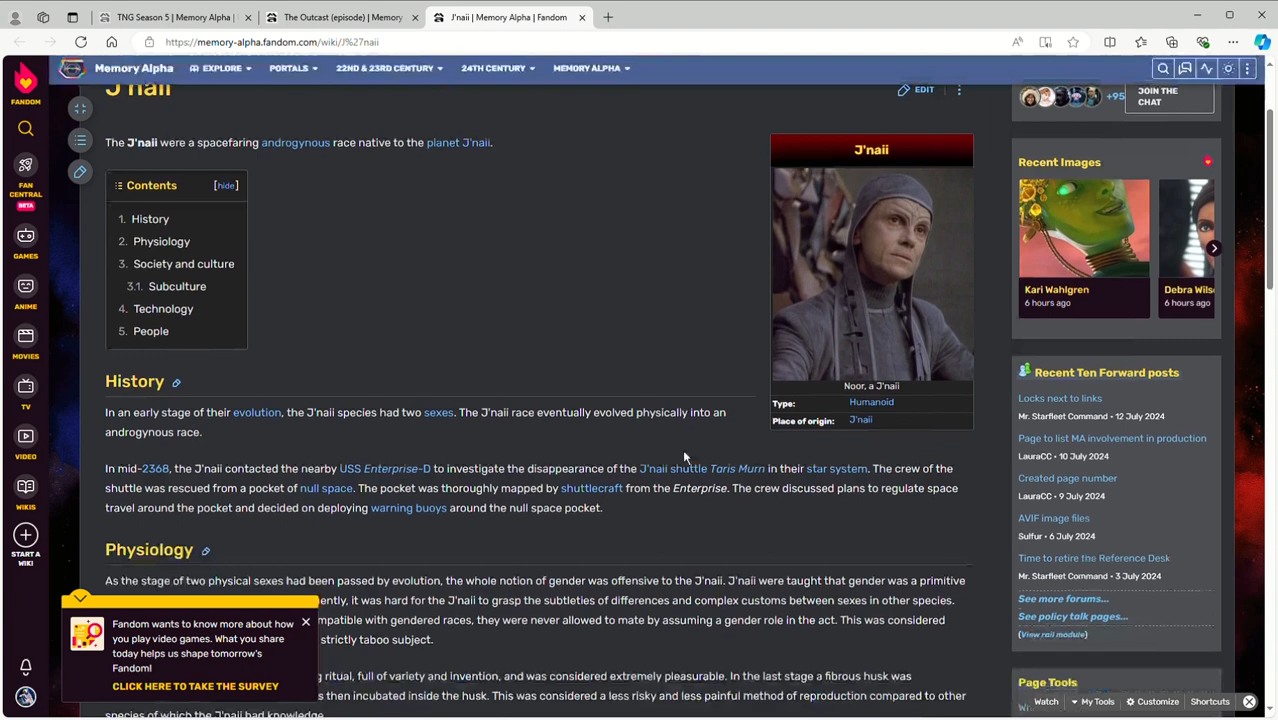 TNG Season 5 | Memory Alpha | Fandom
The Outcast (episode) | Memory
J'naii | Memory Alpha | Fandom
https://memory-alpha.fandom.com/wiki/J%27naii
FANDOM
FAN CENTRAL
BETA
GAMES
ANIME
MOVIES
TV
VIDEO
WIKIS
START A WIKI
Memory Alpha
EXPLORE
PORTALS
22ND & 23RD CENTURY
24TH CENTURY
MEMORY ALPHA
J'naii
EDIT
The J'naii were a spacefaring androgynous race native to the planet J'naii.
Contents [hide]
1. History
2. Physiology
3. Society and culture
3.1. Subculture
4. Technology
5. People
J'naii
Noor, a J'naii
Type: Humanoid
Place of origin: J'naii
History
In an early stage of their evolution, the J'naii species had two sexes. The J'naii race eventually evolved physically into an
androgynous race.
In mid-2368, the J'naii contacted the nearby USS Enterprise-D to investigate the disappearance of the J'naii shuttle Taris Murn in their star system. The crew of the
shuttle was rescued from a pocket of null space. The pocket was thoroughly mapped by shuttlecraft from the Enterprise. The crew discussed plans to regulate space
travel around the pocket and decided on deploying warning buoys around the null space pocket.
Physiology
As the stage of two physical sexes had been passed by evolution, the whole notion of gender was offensive to the J'naii. J'naii were taught that gender was a primitive
ently, it was hard for the J'naii to grasp the subtleties of differences and complex customs between sexes in other species.
mpatible with gendered races, they were never allowed to mate by assuming a gender role in the act. This was considered
strictly taboo subject.
g ritual, full of variety and invention, and was considered extremely pleasurable. In the last stage a fibrous husk was
s then incubated inside the husk. This was considered a less risky and less painful method of reproduction compared to other
species of which the J'naii had knowledge.
Fandom wants to know more about how
you play video games. What you share
today helps us shape tomorrow's
Fandom!
CLICK HERE TO TAKE THE SURVEY
+95
JOIN THE
CHAT
Recent Images
Kari Wahlgren
6 hours ago
Debra Wils
6 hours ago
Recent Ten Forward posts
Locks next to links
Mr. Starfleet Command • 12 July 2024
Page to list MA involvement in production
LauraCC • 10 July 2024
Created page number
LauraCC • 9 July 2024
AVIF image files
Sulfur • 6 July 2024
Time to retire the Reference Desk
Mr. Starfleet Command • 3 July 2024
See more forums...
See policy talk pages...
(View rail module)
Page Tools
Watch
My Tools
Customize
Shortcuts